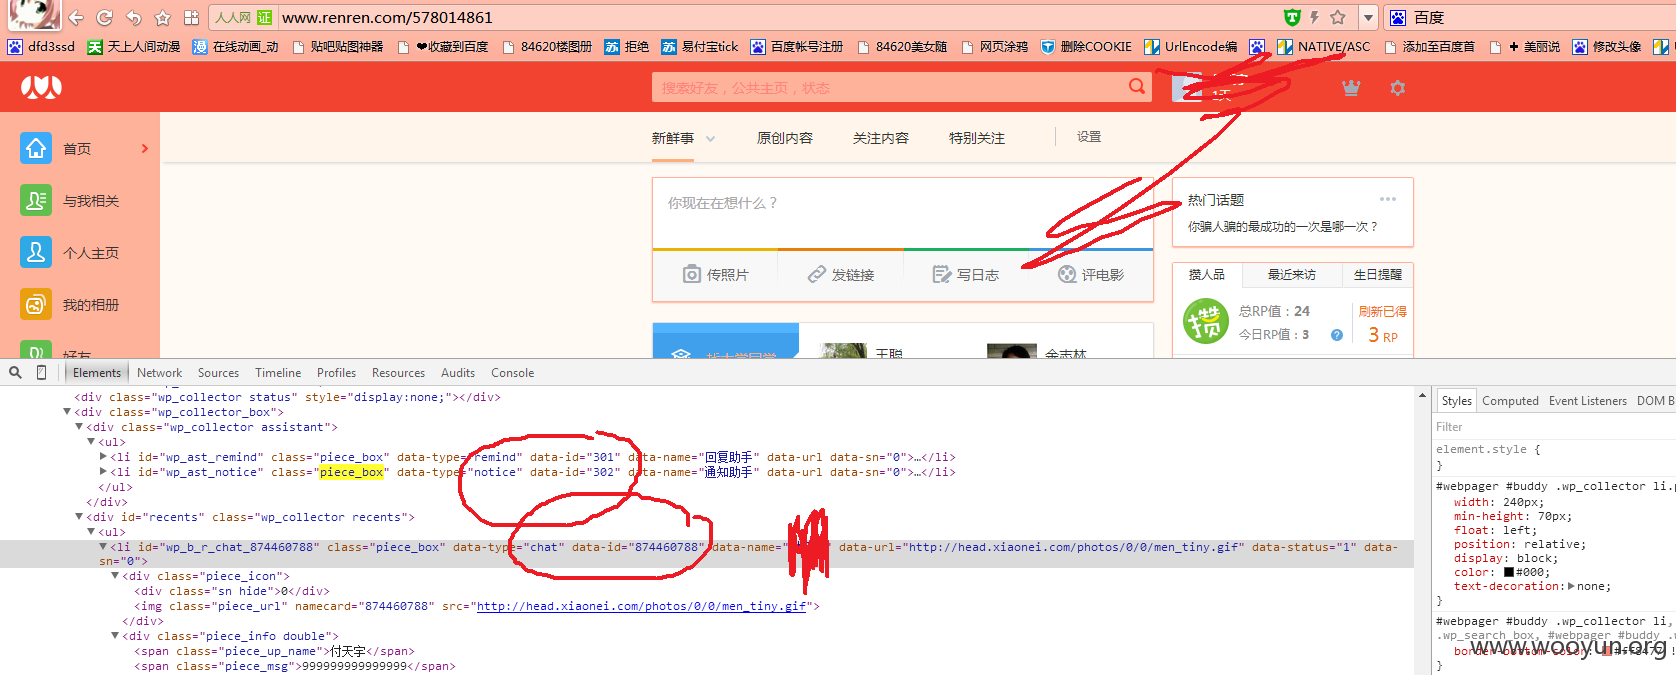 人人网 证 www.renren.com/578014861 百度
dfd3ssd 天 天上人间动漫 漫 在线动画_动 贴吧贴图神器 ❤收藏到百度 84620楼图册 苏 拒绝 苏 易付宝tick 百度帐号注册 84620美女随 网页涂鸦 删除COOKIE UrlEncode编 NATIVE/ASC 添加至百度首 + 美丽说 修改头像
搜索好友，公共主页，状态
首页
与我相关
个人主页
我的相册
好友
新鲜事 原创内容 关注内容 特别关注 设置
你现在在想什么？
传照片 发链接 写日志 评电影
热门话题
你骗人骗的最成功的一次是哪一次？
攒人品 最近来访 生日提醒
攒
总RP值：24
今日RP值：3
刷新已得
3 RP
找大学同学 王聪 余志林
Elements Network Sources Timeline Profiles Resources Audits Console
<div class="wp_collector status" style="display:none;"></div>
▼<div class="wp_collector_box">
▼<div class="wp_collector assistant">
▼<ul>
▶<li id="wp_ast_remind" class="piece_box" data-type="remind" data-id="301" data-name="回复助手" data-url data-sn="0">…</li>
▶<li id="wp_ast_notice" class="piece_box" data-type="notice" data-id="302" data-name="通知助手" data-url data-sn="0">…</li>
</ul>
</div>
▼<div id="recents" class="wp_collector recents">
▼<ul>
▼<li id="wp_b_r_chat_874460788" class="piece_box" data-type="chat" data-id="874460788" data-name= data-url="http://head.xiaonei.com/photos/0/0/men_tiny.gif" data-status="1" data-
sn="0">
▼<div class="piece_icon">
<div class="sn hide">0</div>
<img class="piece_url" namecard="874460788" src="http://head.xiaonei.com/photos/0/0/men_tiny.gif">
</div>
▼<div class="piece_info double">
<span class="piece_up_name">付天宇</span>
<span class="piece_msg">999999999999999</span>
Styles Computed Event Listeners DOM B
Filter
element.style {
}
#webpager #buddy .wp_collector li.p
width: 240px;
min-height: 70px;
float: left;
position: relative;
display: block;
color: #000;
text-decoration:▶none;
}
#webpager #buddy .wp_collector li,
.wp_search_box, #webpager #buddy .w
border-bottom-color: #ff8477 !
}
www.wooyun.org